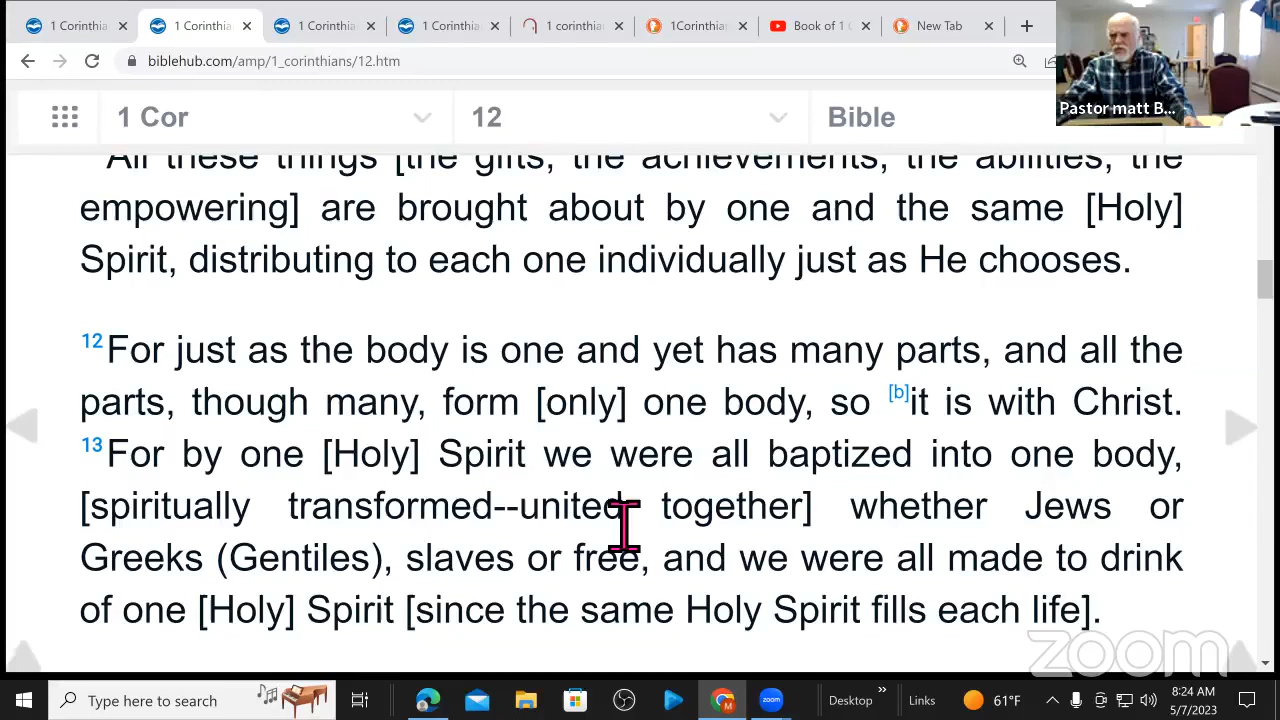 1 Corinthia
1 Corinthia
1 Corinthia
1 Corinthia
1 corinthia
1Corinthia
Book of 1
New Tab
biblehub.com/amp/1_corinthians/12.htm
Pastor matt B...
1 Cor
12
Bible
All these things [the gifts, the achievements, the abilities, the
empowering] are brought about by one and the same [Holy]
Spirit, distributing to each one individually just as He chooses.
12For just as the body is one and yet has many parts, and all the
parts, though many, form [only] one body, so [b]it is with Christ.
13For by one [Holy] Spirit we were all baptized into one body,
[spiritually transformed--united together] whether Jews or
Greeks (Gentiles), slaves or free, and we were all made to drink
of one [Holy] Spirit [since the same Holy Spirit fills each life].
zoom
Type here to search
zoom
Desktop
Links
61°F
8:24 AM
5/7/2023